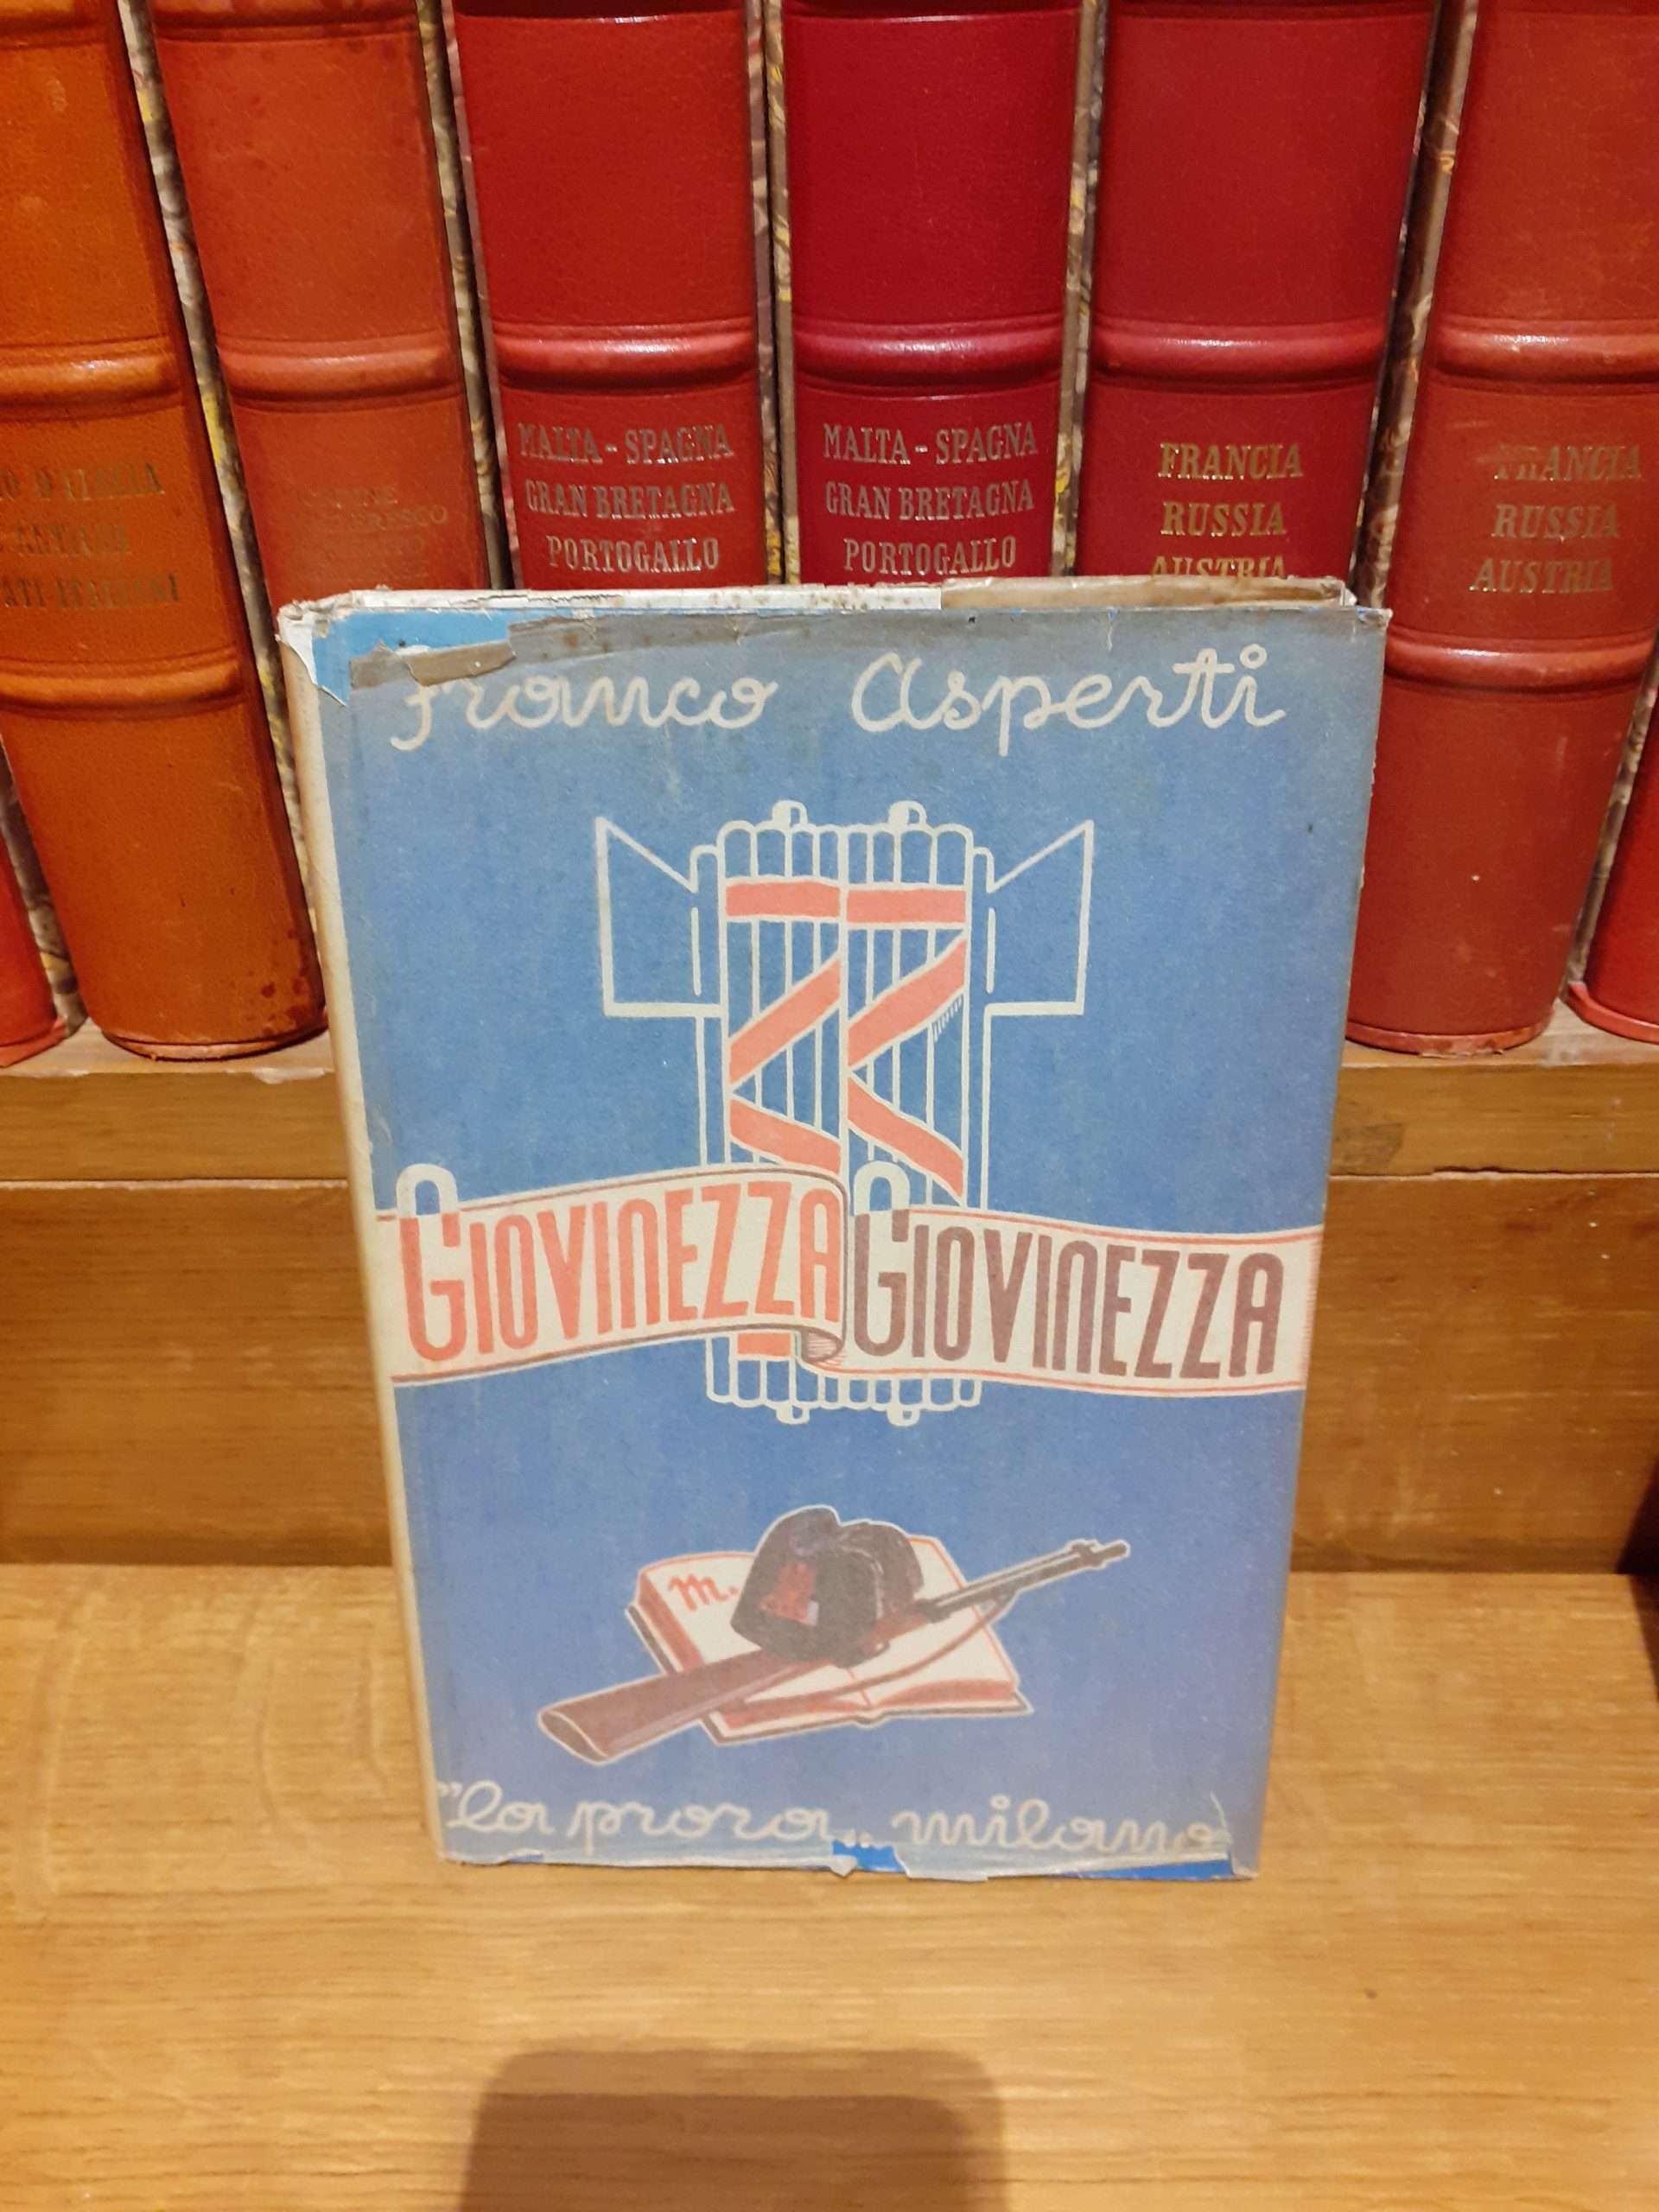 MALTA - SPAGNA
GRAN BRETAGNA
PORTOGALLO
MALTA - SPAGNA
GRAN BRETAGNA
PORTOGALLO
FRANCIA
RUSSIA
AUSTRIA
FRANCIA
RUSSIA
AUSTRIA
Franco Asperti
GIOVINEZZA GIOVINEZZA
m.
"la prora" milano